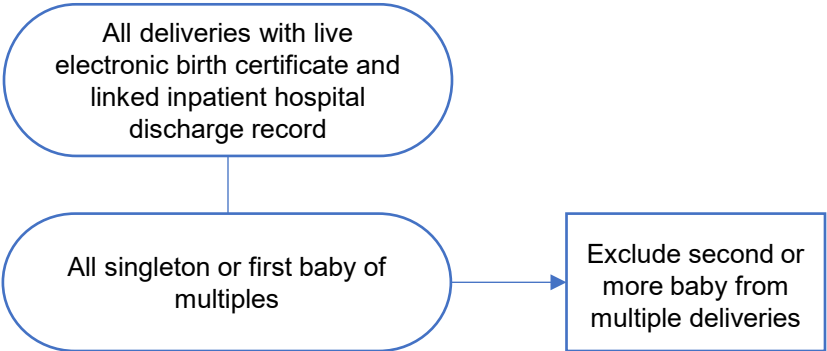 All deliveries with live
electronic birth certificate and
linked inpatient hospital
discharge record
All singleton or first baby of
multiples
Exclude second or
more baby from
multiple deliveries